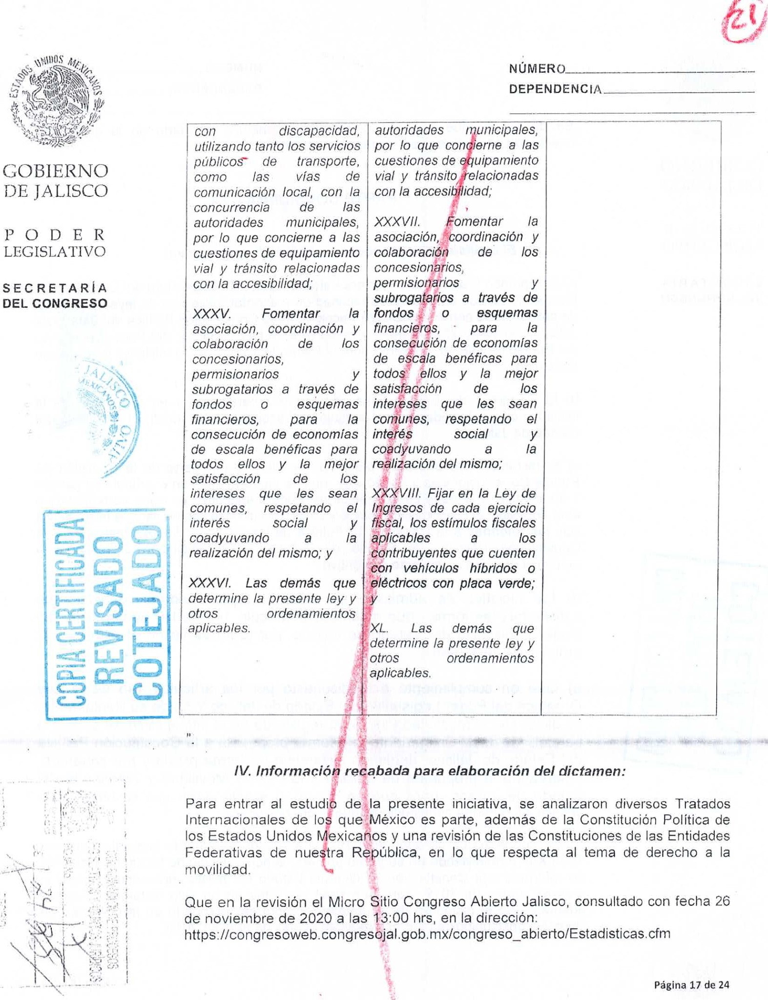 21
NÚMERO
DEPENDENCIA
ESTADOS UNIDOS MEXICANOS
GOBIERNO
DE JALISCO
PODER
LEGISLATIVO
SECRETARÍA
DEL CONGRESO
JALISCO
MEXICANOS
ATIVO
COPIA CERTIFICADA
REVISADO
COTEJADO
con discapacidad,
utilizando tanto los servicios
públicos de transporte,
como las vías de
comunicación local, con la
concurrencia de las
autoridades municipales,
por lo que concierne a las
cuestiones de equipamiento
vial y tránsito relacionadas
con la accesibilidad;
XXXV. Fomentar la
asociación, coordinación y
colaboración de los
concesionarios,
permisionarios y
subrogatarios a través de
fondos o esquemas
financieros, para la
consecución de economías
de escala benéficas para
todos ellos y la mejor
satisfacción de los
intereses que les sean
comunes, respetando el
interés social y
coadyuvando a la
realización del mismo; y
XXXVI. Las demás que
determine la presente ley y
otros ordenamientos
aplicables.
autoridades municipales,
por lo que concierne a las
cuestiones de equipamiento
vial y tránsito relacionadas
con la accesibilidad;
XXXVII. Fomentar la
asociación, coordinación y
colaboración de los
concesionarios,
permisionarios y
subrogatarios a través de
fondos o esquemas
financieros, para la
consecución de economías
de escala benéficas para
todos ellos y la mejor
satisfacción de los
intereses que les sean
comunes, respetando el
interés social y
coadyuvando a la
realización del mismo;
XXXVIII. Fijar en la Ley de
Ingresos de cada ejercicio
fiscal, los estímulos fiscales
aplicables a los
contribuyentes que cuenten
con vehículos híbridos o
eléctricos con placa verde;
y
XL. Las demás que
determine la presente ley y
otros ordenamientos
aplicables.
".
IV. Información recabada para elaboración del dictamen:
Para entrar al estudio de la presente iniciativa, se analizaron diversos Tratados
Internacionales de los que México es parte, además de la Constitución Política de
los Estados Unidos Mexicanos y una revisión de las Constituciones de las Entidades
Federativas de nuestra República, en lo que respecta al tema de derecho a la
movilidad.
Que en la revisión el Micro Sitio Congreso Abierto Jalisco, consultado con fecha 26
de noviembre de 2020 a las 13:00 hrs, en la dirección:
https://congresoweb.congresojal.gob.mx/congreso_abierto/Estadisticas.cfm
Página 17 de 24